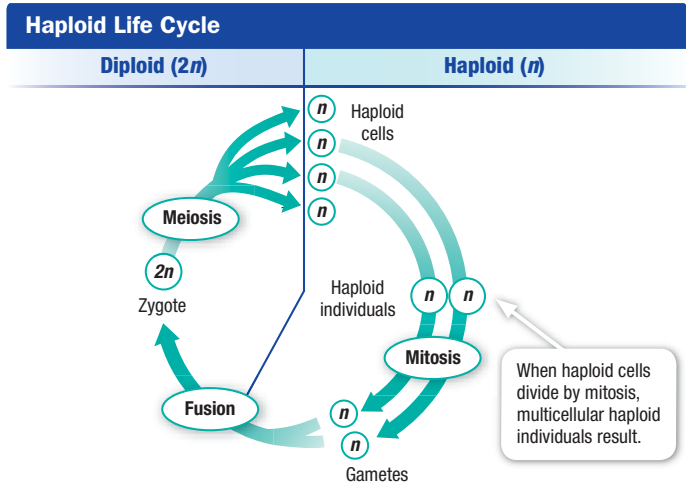 Haploid Life Cycle
Diploid (2n)
Haploid (n)
n
Haploid
cells
n
n
n
Meiosis
2n
Zygote
Haploid
individuals
n
n
Mitosis
When haploid cells
divide by mitosis,
multicellular haploid
individuals result.
Fusion
n
n
Gametes